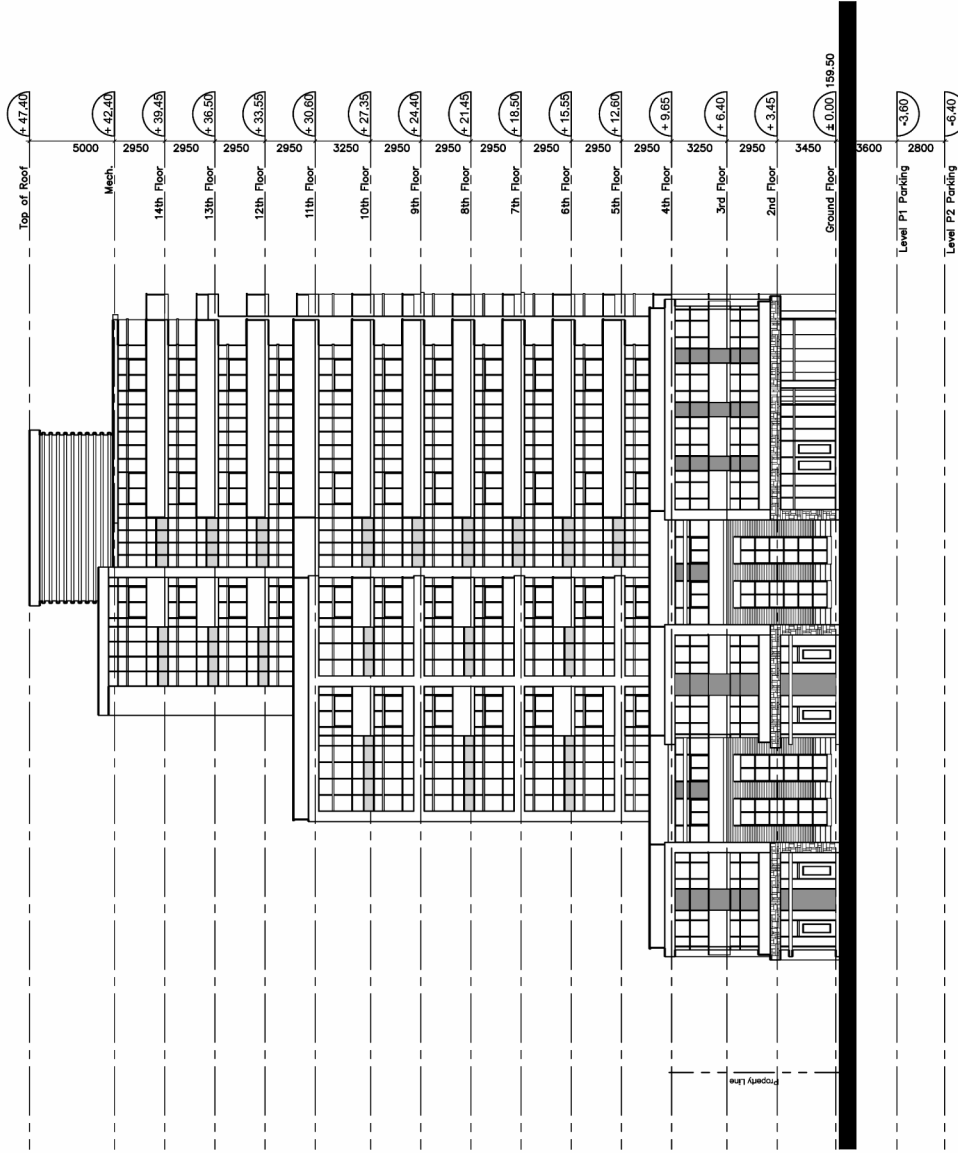 Top of Roof + 47.40
5000
Mech. + 42.40
2950
14th Floor + 39.45
2950
13th Floor + 36.50
2950
12th Floor + 33.55
2950
11th Floor + 30.60
3250
10th Floor + 27.35
2950
9th Floor + 24.40
2950
8th Floor + 21.45
2950
7th Floor + 18.50
2950
6th Floor + 15.55
2950
5th Floor + 12.60
2950
4th Floor + 9.65
3250
3rd Floor + 6.40
2950
2nd Floor + 3.45
3450
Ground Floor ± 0.00 159.50
3600
Level P1 Parking -3.60
2800
Level P2 Parking -6.40
Property Line